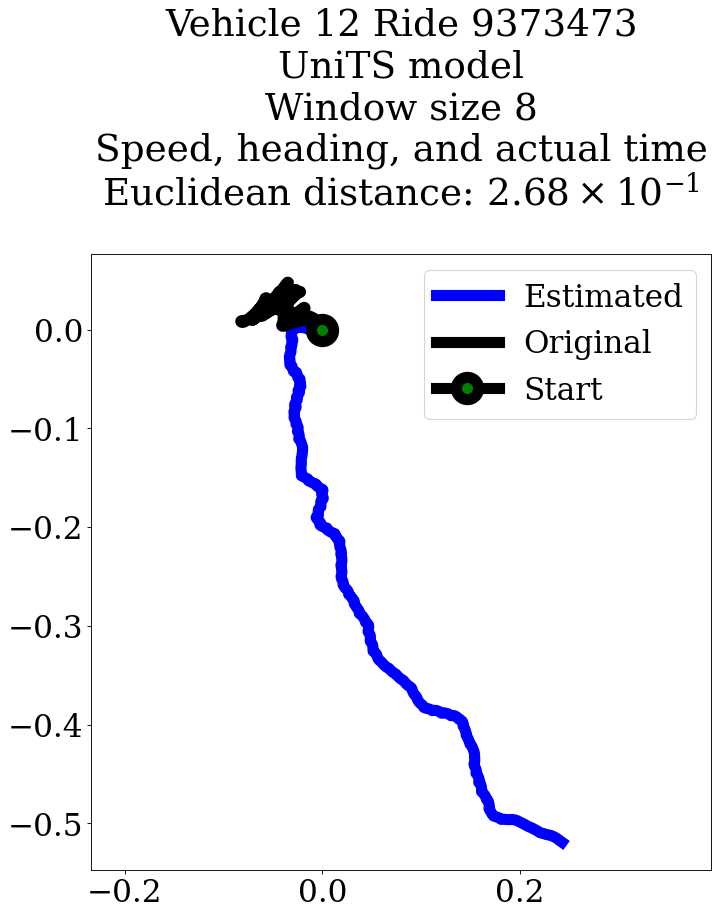 Vehicle 12 Ride 9373473
UniTS model
Window size 8
Speed, heading, and actual time
Euclidean distance: 2.68 × 10⁻¹
Estimated
Original
Start
0.0
−0.1
−0.2
−0.3
−0.4
−0.5
−0.2
0.0
0.2